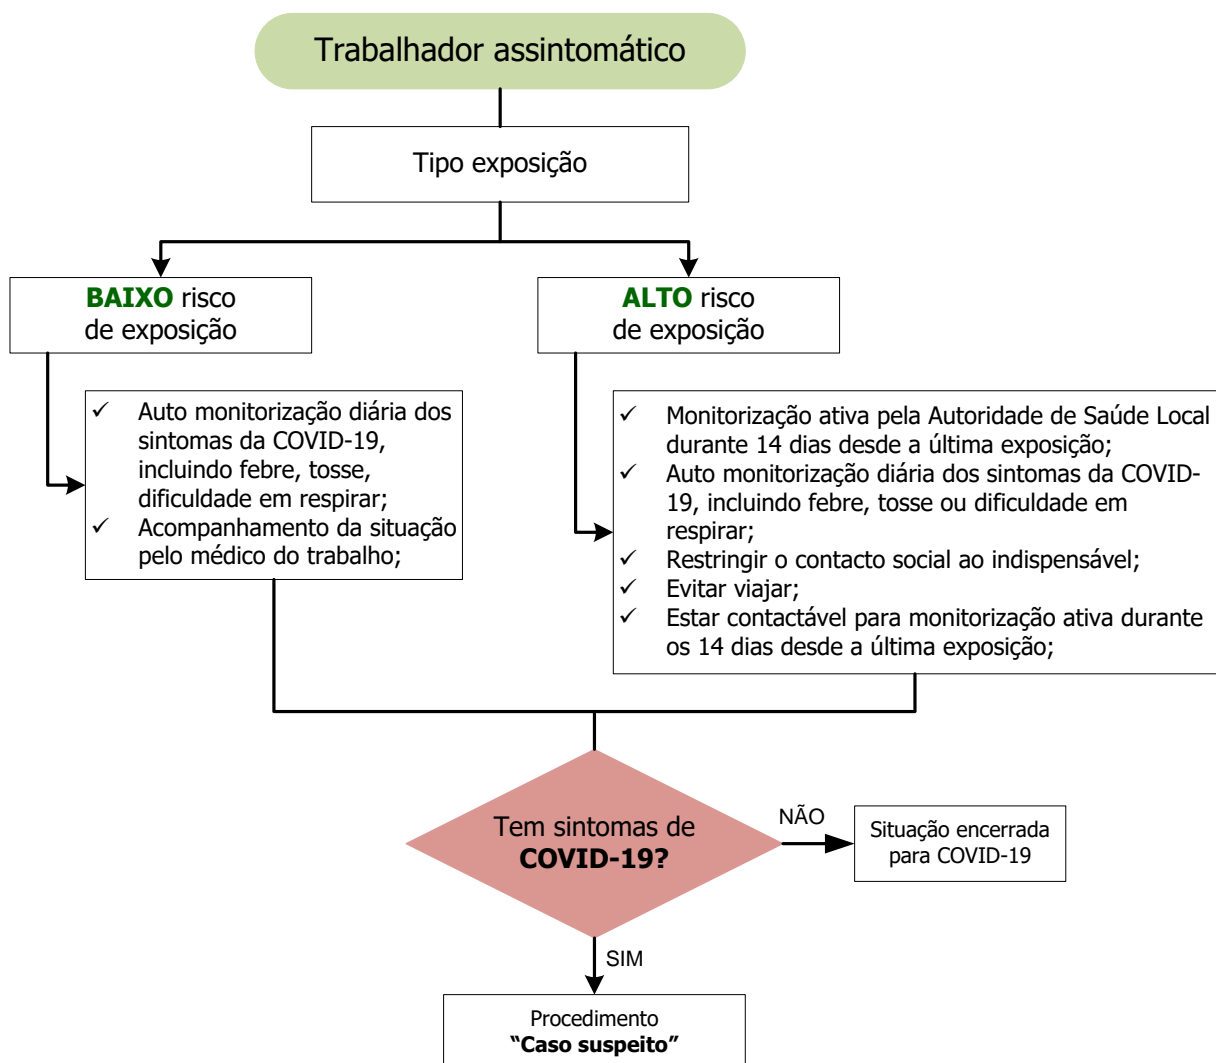 Trabalhador assintomático
Tipo exposição
BAIXO risco
de exposição
ALTO risco
de exposição
✓ Auto monitorização diária dos
sintomas da COVID-19,
incluindo febre, tosse,
dificuldade em respirar;
✓ Acompanhamento da situação
pelo médico do trabalho;
✓ Monitorização ativa pela Autoridade de Saúde Local
durante 14 dias desde a última exposição;
✓ Auto monitorização diária dos sintomas da COVID-
19, incluindo febre, tosse ou dificuldade em
respirar;
✓ Restringir o contacto social ao indispensável;
✓ Evitar viajar;
✓ Estar contactável para monitorização ativa durante
os 14 dias desde a última exposição;
Tem sintomas de
COVID-19?
NÃO
Situação encerrada
para COVID-19
SIM
Procedimento
“Caso suspeito”